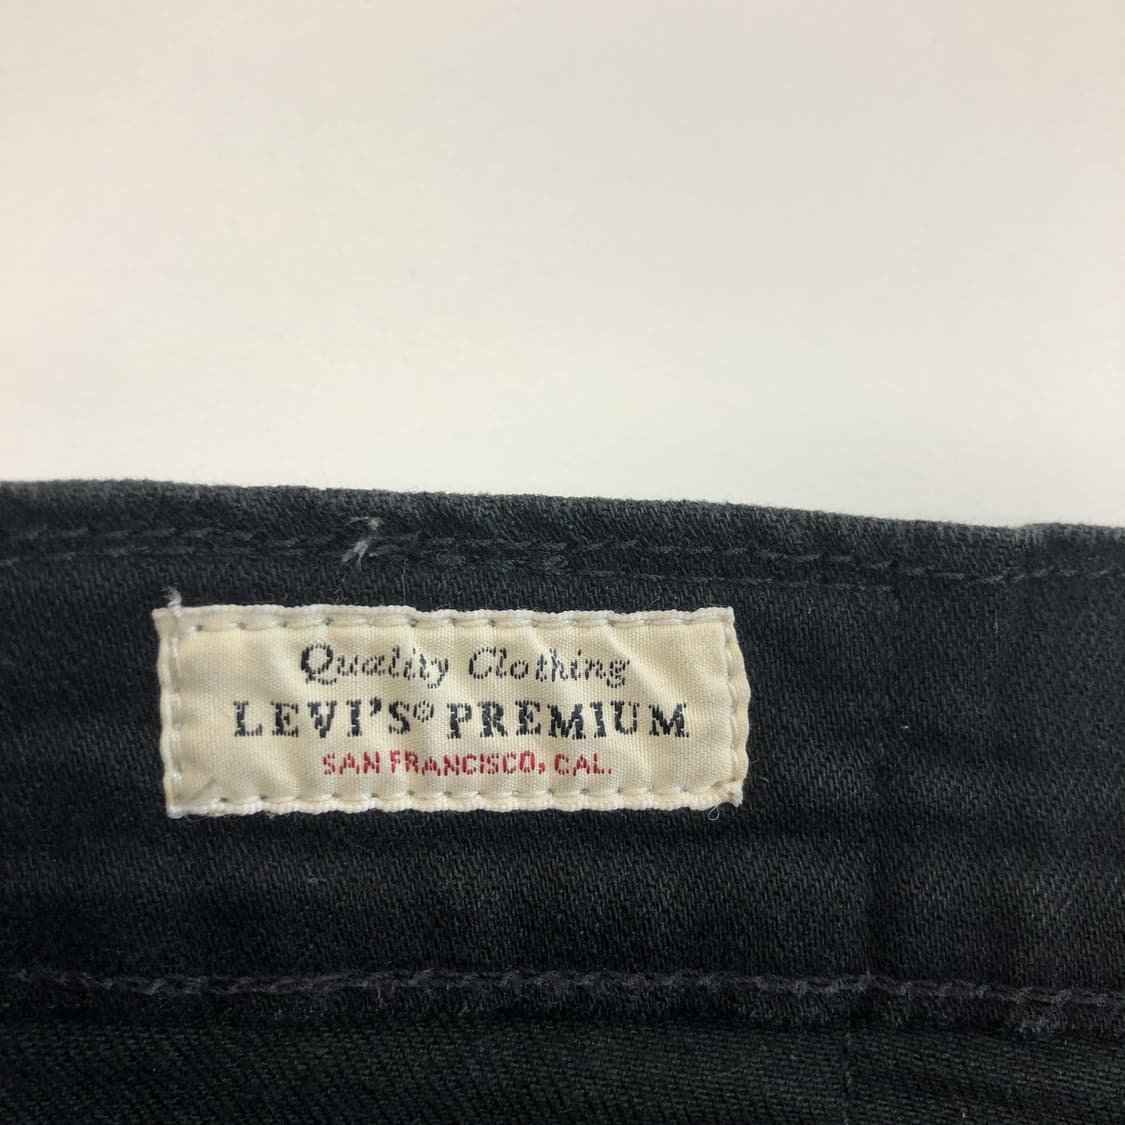 Quality Clothing
LEVI'S® PREMIUM
SAN FRANCISCO, CAL.